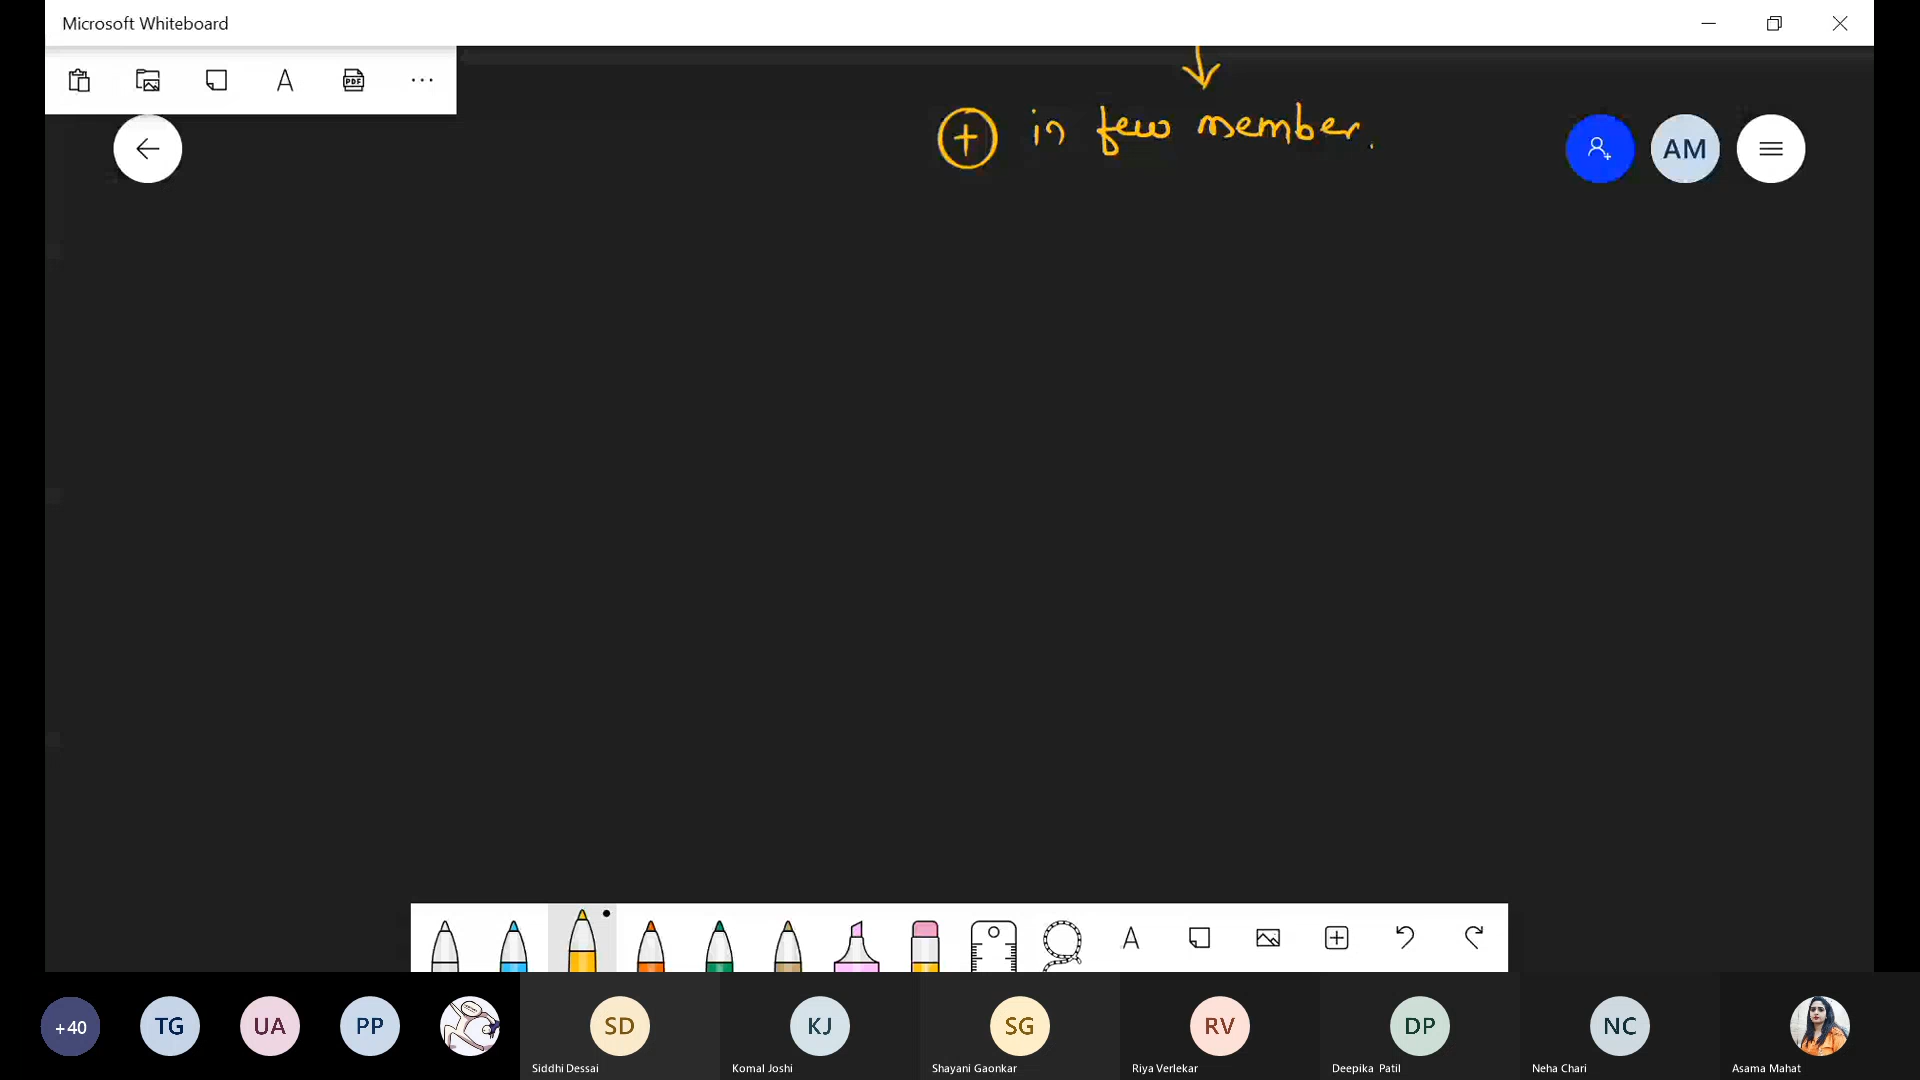 Microsoft Whiteboard
A
PDF
+ in few member.
AM
A
+40
TG
UA
PP
SD
KJ
SG
RV
DP
NC
Siddhi Dessai
Komal Joshi
Shayani Gaonkar
Riya Verlekar
Deepika Patil
Neha Chari
Asama Mahat